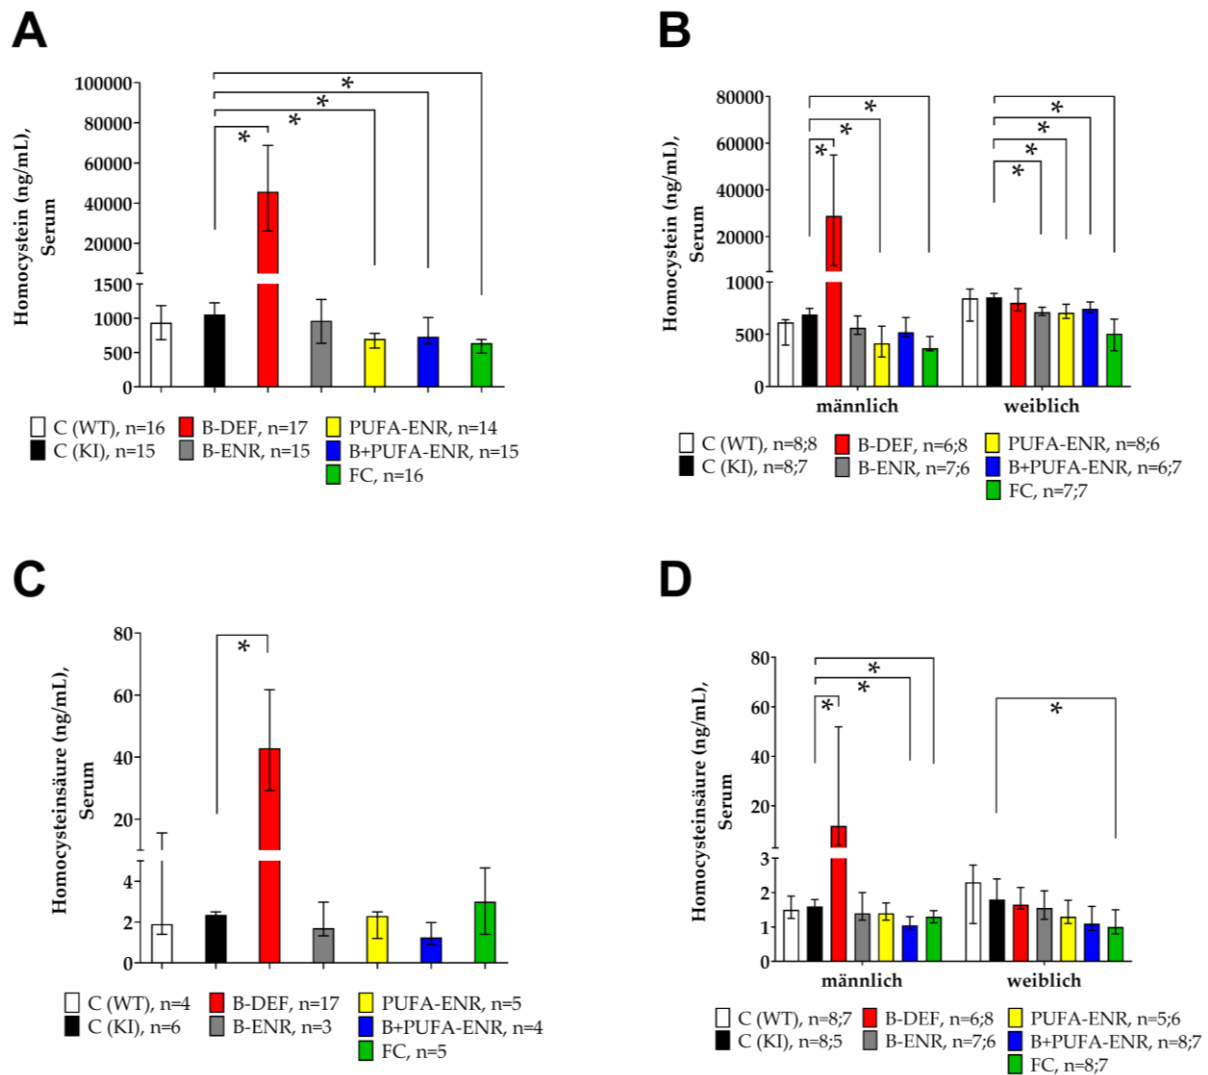 A
Homocystein (ng/mL),
Serum
100000
80000
60000
40000
20000
1500
1000
500
0
*
*
*
*
C (WT), n=16
B-DEF, n=17
PUFA-ENR, n=14
C (KI), n=15
B-ENR, n=15
B+PUFA-ENR, n=15
FC, n=16
B
Homocystein (ng/mL),
Serum
80000
60000
40000
20000
1000
500
0
*
*
*
*
*
*
*
männlich
weiblich
C (WT), n=8;8
B-DEF, n=6;8
PUFA-ENR, n=8;6
C (KI), n=8;7
B-ENR, n=7;6
B+PUFA-ENR, n=6;7
FC, n=7;7
C
Homocysteinsäure (ng/mL),
Serum
80
60
40
20
4
2
0
*
C (WT), n=4
B-DEF, n=17
PUFA-ENR, n=5
C (KI), n=6
B-ENR, n=3
B+PUFA-ENR, n=4
FC, n=5
D
Homocysteinsäure (ng/mL),
Serum
80
60
40
20
3
2
1
0
*
*
*
*
männlich
weiblich
C (WT), n=8;7
B-DEF, n=6;8
PUFA-ENR, n=5;6
C (KI), n=8;5
B-ENR, n=7;6
B+PUFA-ENR, n=8;7
FC, n=8;7